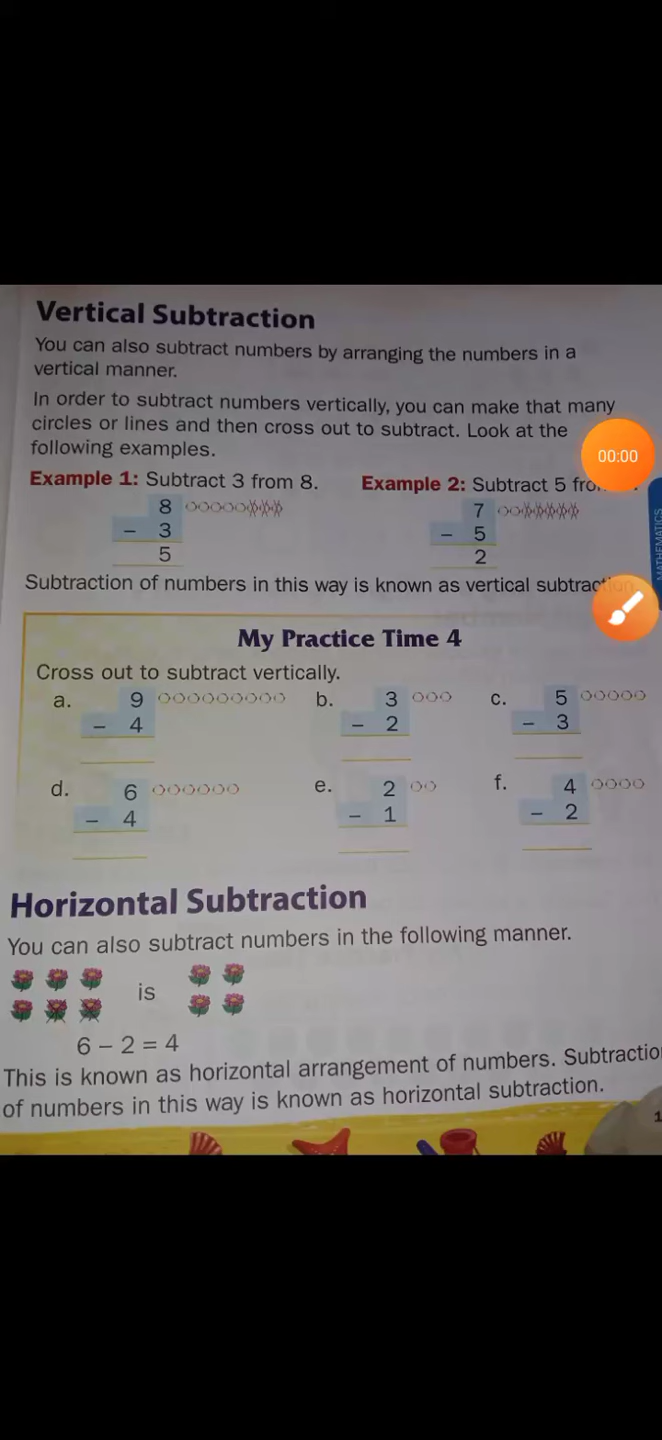 Vertical Subtraction
You can also subtract numbers by arranging the numbers in a
vertical manner.
In order to subtract numbers vertically, you can make that many
circles or lines and then cross out to subtract. Look at the
following examples.
00:00
Example 1: Subtract 3 from 8.
8
– 3
5
Example 2: Subtract 5
7
– 5
2
MATHEMATICS
Subtraction of numbers in this way is known as vertical
My Practice Time 4
Cross out to subtract vertically.
a. 9
– 4
b. 3
– 2
c. 5
– 3
d. 6
– 4
e. 2
– 1
f. 4
– 2
Horizontal Subtraction
You can also subtract numbers in the following manner.
is
6 – 2 = 4
This is known as horizontal arrangement of numbers. Subtractio
of numbers in this way is known as horizontal subtraction.
1